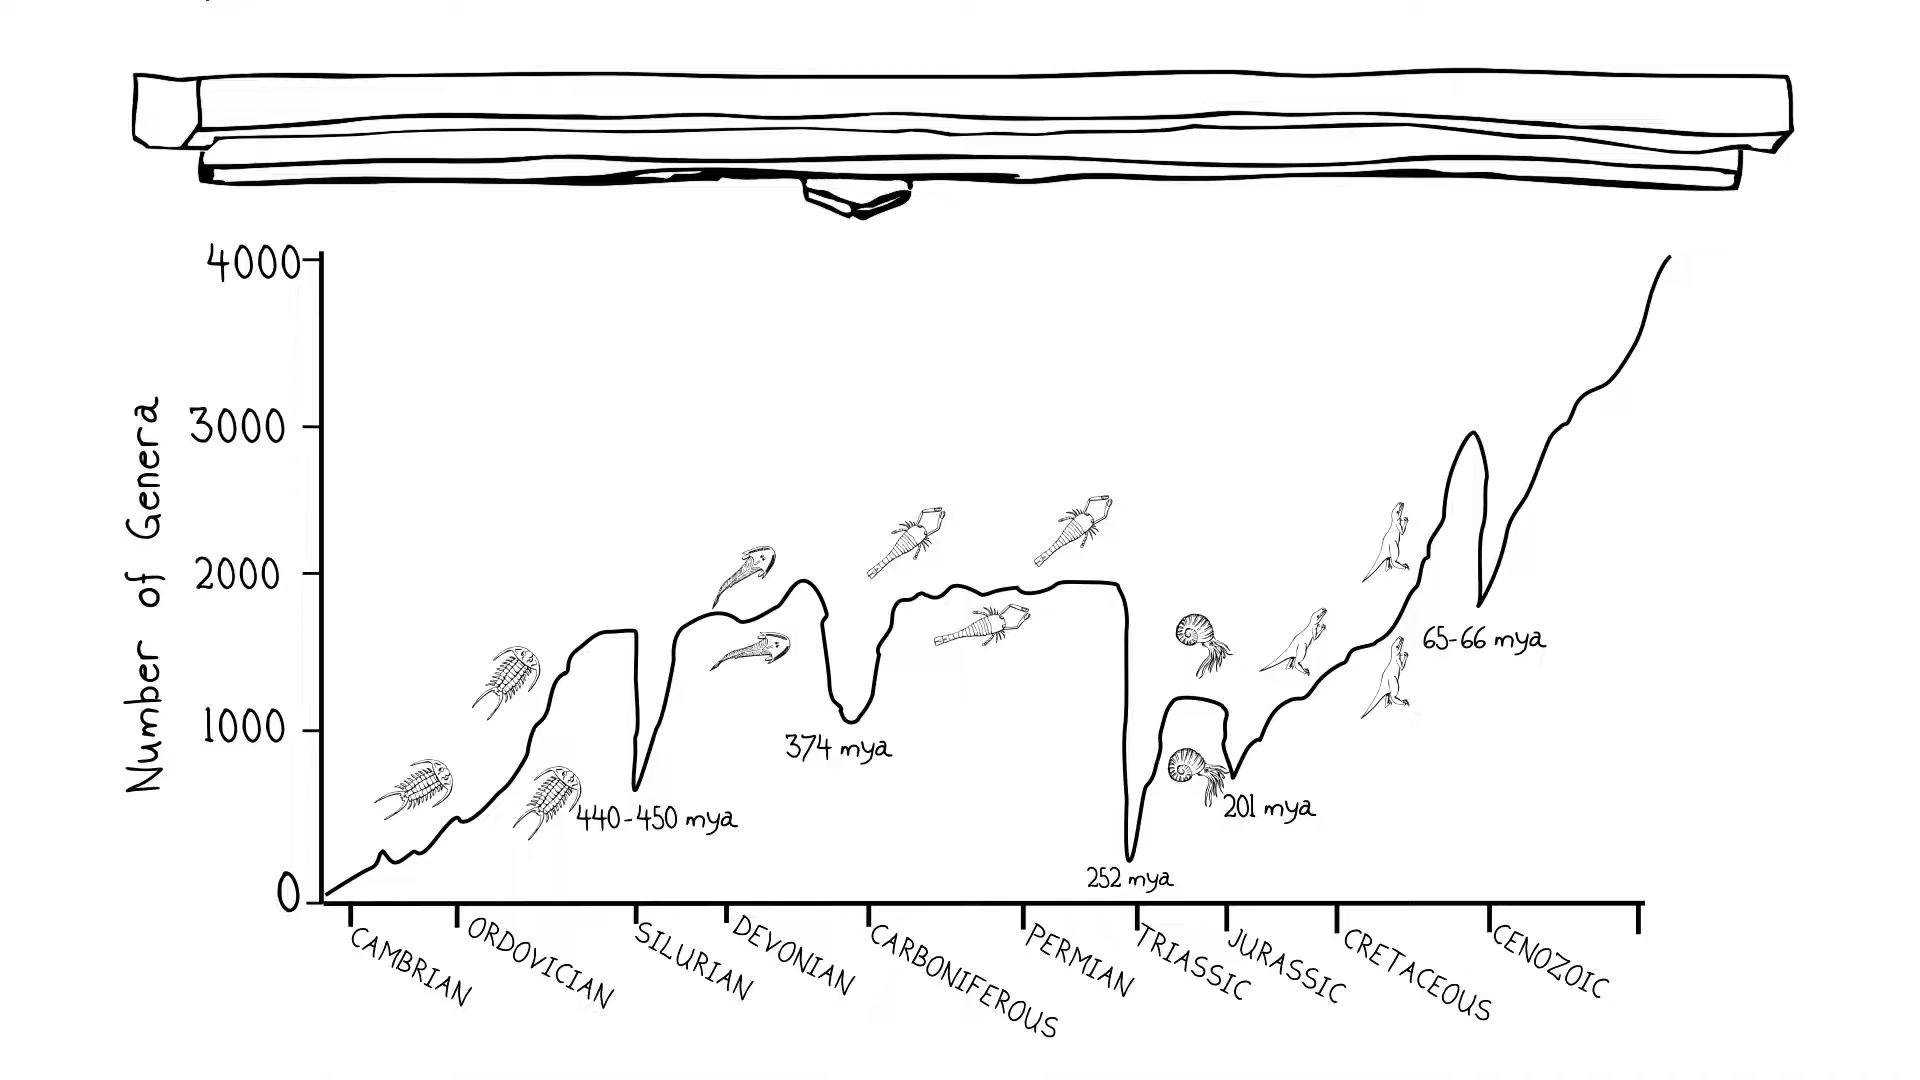 4000
3000
2000
1000
0
Number of Genera
440-450 mya
374 mya
252 mya
201 mya
65-66 mya
CAMBRIAN
ORDOVICIAN
SILURIAN
DEVONIAN
CARBONIFEROUS
PERMIAN
TRIASSIC
JURASSIC
CRETACEOUS
CENOZOIC